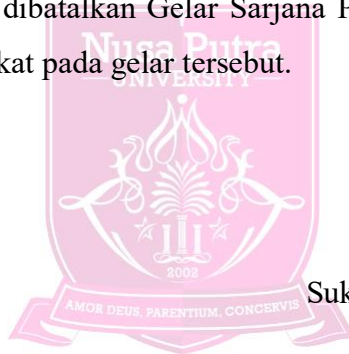 dibatalkan Gelar Sarjana P
Nusa Putra
kat pada gelar tersebut.
UNIVERSITY
2002
AMOR DEUS, PARENTIUM, CONCERVIS
Suk